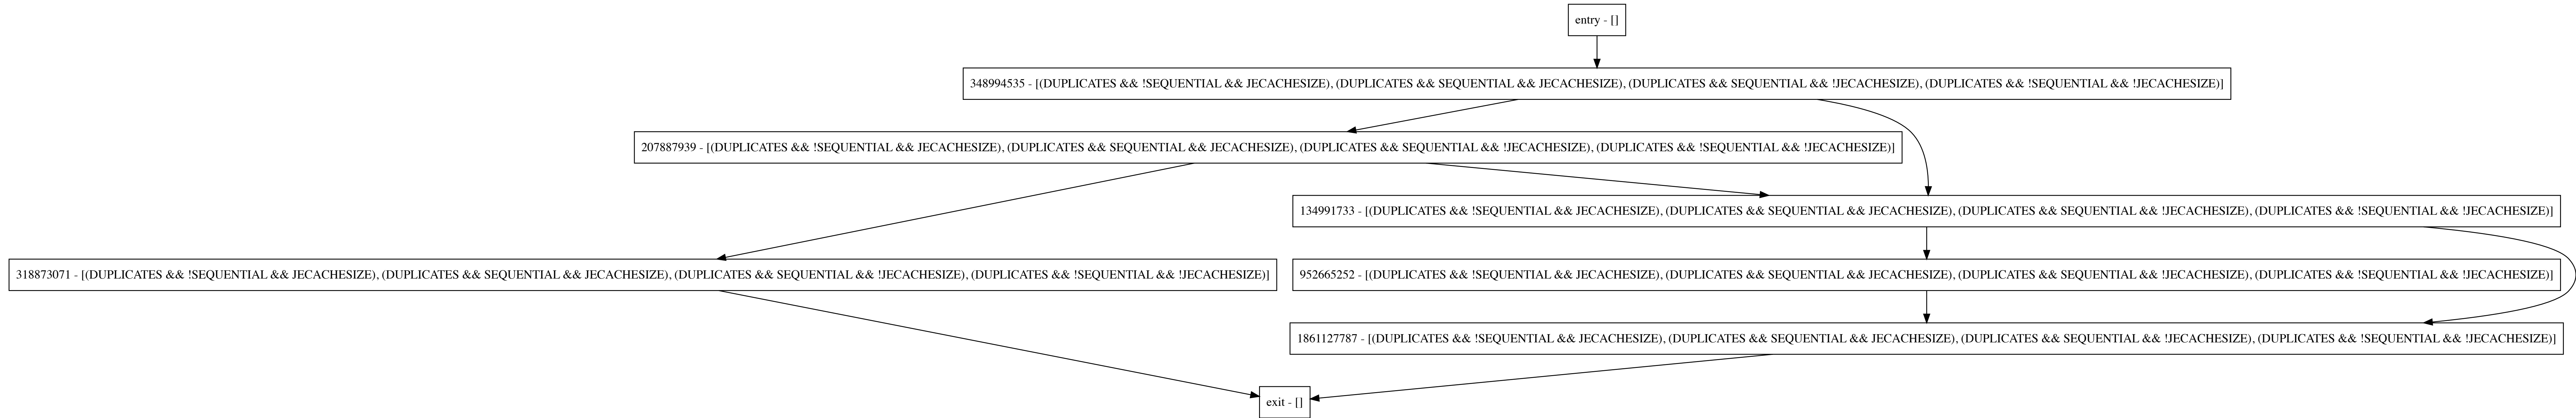 entry - []
348994535 - [(DUPLICATES && !SEQUENTIAL && JECACHESIZE), (DUPLICATES && SEQUENTIAL && JECACHESIZE), (DUPLICATES && SEQUENTIAL && !JECACHESIZE), (DUPLICATES && !SEQUENTIAL && !JECACHESIZE)]
207887939 - [(DUPLICATES && !SEQUENTIAL && JECACHESIZE), (DUPLICATES && SEQUENTIAL && JECACHESIZE), (DUPLICATES && SEQUENTIAL && !JECACHESIZE), (DUPLICATES && !SEQUENTIAL && !JECACHESIZE)]
134991733 - [(DUPLICATES && !SEQUENTIAL && JECACHESIZE), (DUPLICATES && SEQUENTIAL && JECACHESIZE), (DUPLICATES && SEQUENTIAL && !JECACHESIZE), (DUPLICATES && !SEQUENTIAL && !JECACHESIZE)]
318873071 - [(DUPLICATES && !SEQUENTIAL && JECACHESIZE), (DUPLICATES && SEQUENTIAL && JECACHESIZE), (DUPLICATES && SEQUENTIAL && !JECACHESIZE), (DUPLICATES && !SEQUENTIAL && !JECACHESIZE)]
952665252 - [(DUPLICATES && !SEQUENTIAL && JECACHESIZE), (DUPLICATES && SEQUENTIAL && JECACHESIZE), (DUPLICATES && SEQUENTIAL && !JECACHESIZE), (DUPLICATES && !SEQUENTIAL && !JECACHESIZE)]
1861127787 - [(DUPLICATES && !SEQUENTIAL && JECACHESIZE), (DUPLICATES && SEQUENTIAL && JECACHESIZE), (DUPLICATES && SEQUENTIAL && !JECACHESIZE), (DUPLICATES && !SEQUENTIAL && !JECACHESIZE)]
exit - []